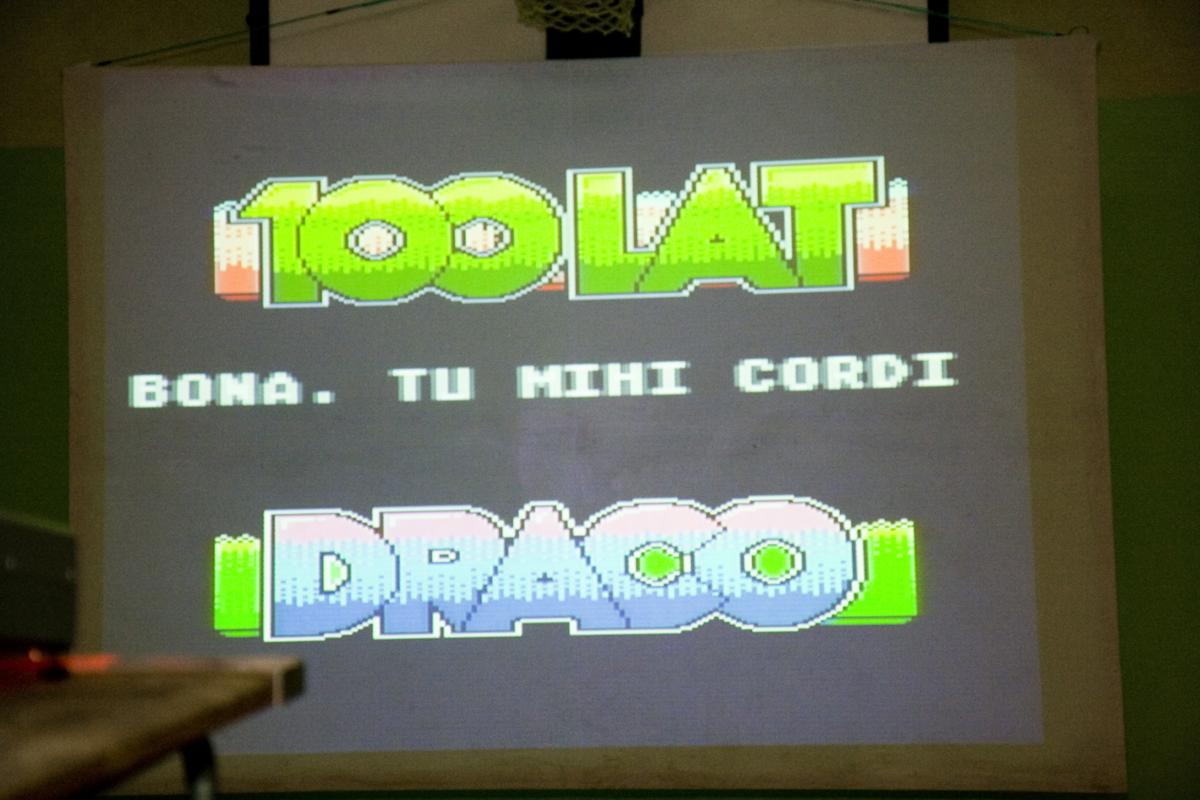 100 LAT
BONA. TU MIHI CORDI
DRACO